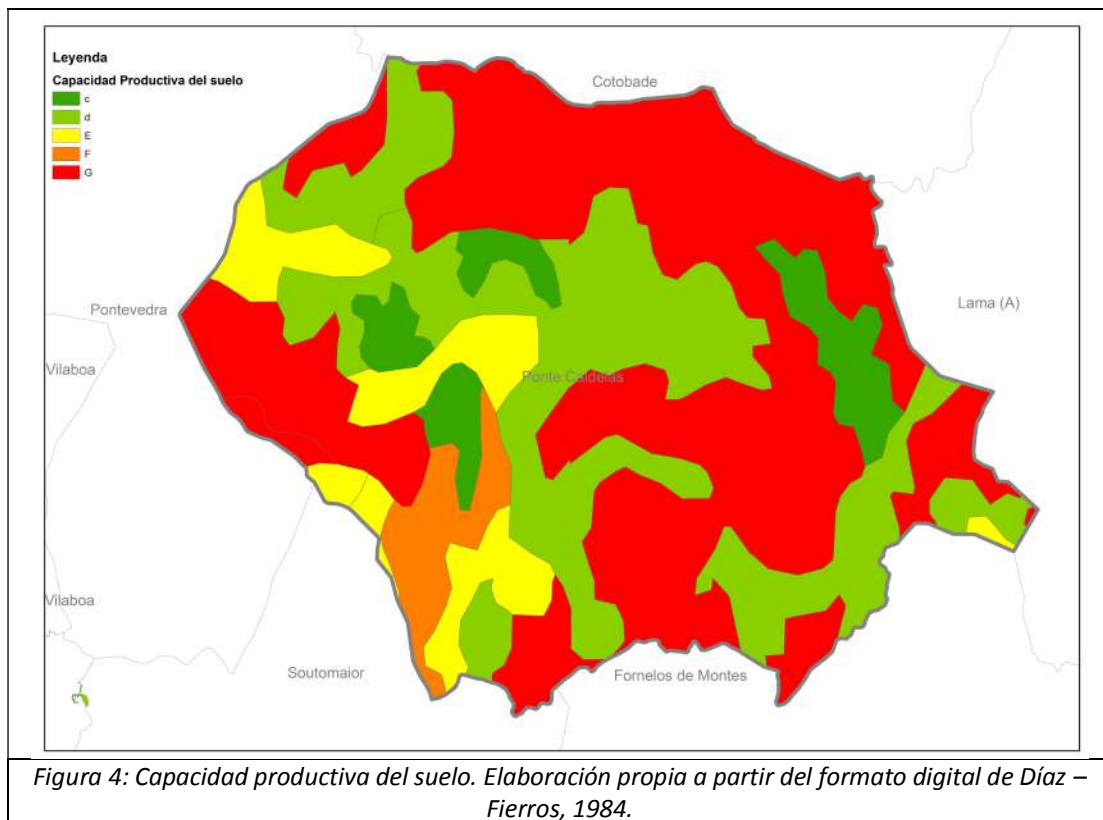 Leyenda
Capacidad Productiva del suelo
c
d
E
F
G
Cotobade
Pontevedra
Lama (A)
Vilaboa
Ponte Caldelas
Vilaboa
Soutomaior
Fornelos de Montes
Figura 4: Capacidad productiva del suelo. Elaboración propia a partir del formato digital de Díaz –
Fierros, 1984.